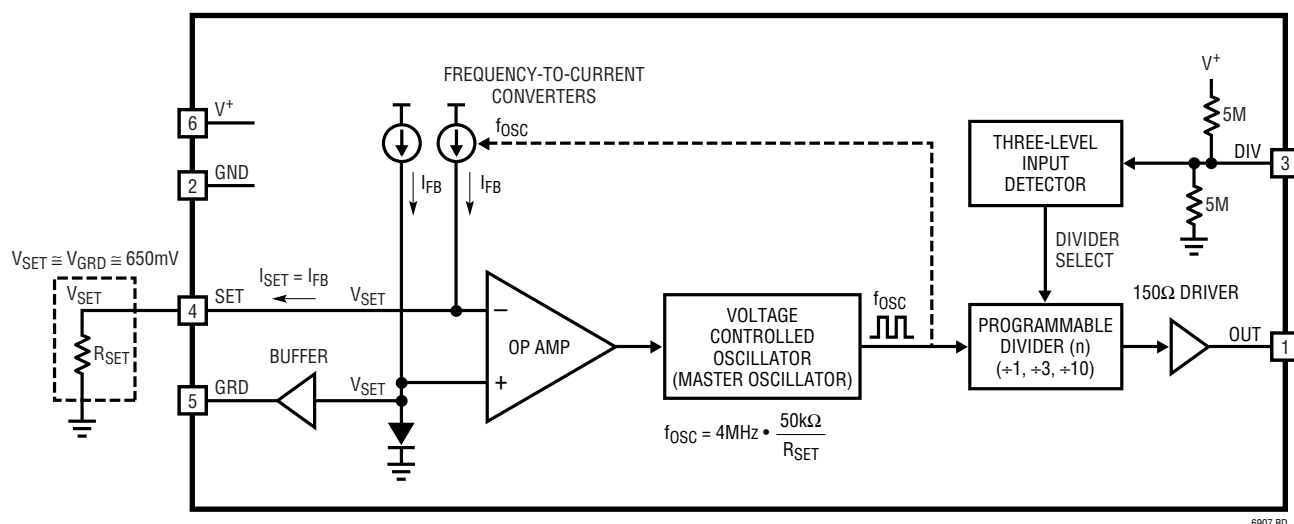 FREQUENCY-TO-CURRENT
CONVERTERS
fOSC
6
V+
2
GND
IFB
IFB
V+
5M
THREE-LEVEL
INPUT
DETECTOR
DIV
3
5M
VSET ≅ VGRD ≅ 650mV
VSET
RSET
4
SET
ISET = IFB
VSET
5
GRD
BUFFER
VSET
–
+
OP AMP
VOLTAGE
CONTROLLED
OSCILLATOR
(MASTER OSCILLATOR)
fOSC
fOSC = 4MHz • 50kΩ
RSET
DIVIDER
SELECT
PROGRAMMABLE
DIVIDER (n)
(÷1, ÷3, ÷10)
150Ω DRIVER
OUT
1
6907 BD